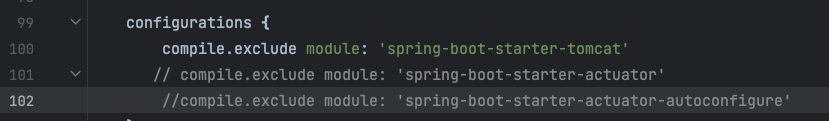 99 configurations {
100 compile.exclude module: 'spring-boot-starter-tomcat'
101 // compile.exclude module: 'spring-boot-starter-actuator'
102 //compile.exclude module: 'spring-boot-starter-actuator-autoconfigure'